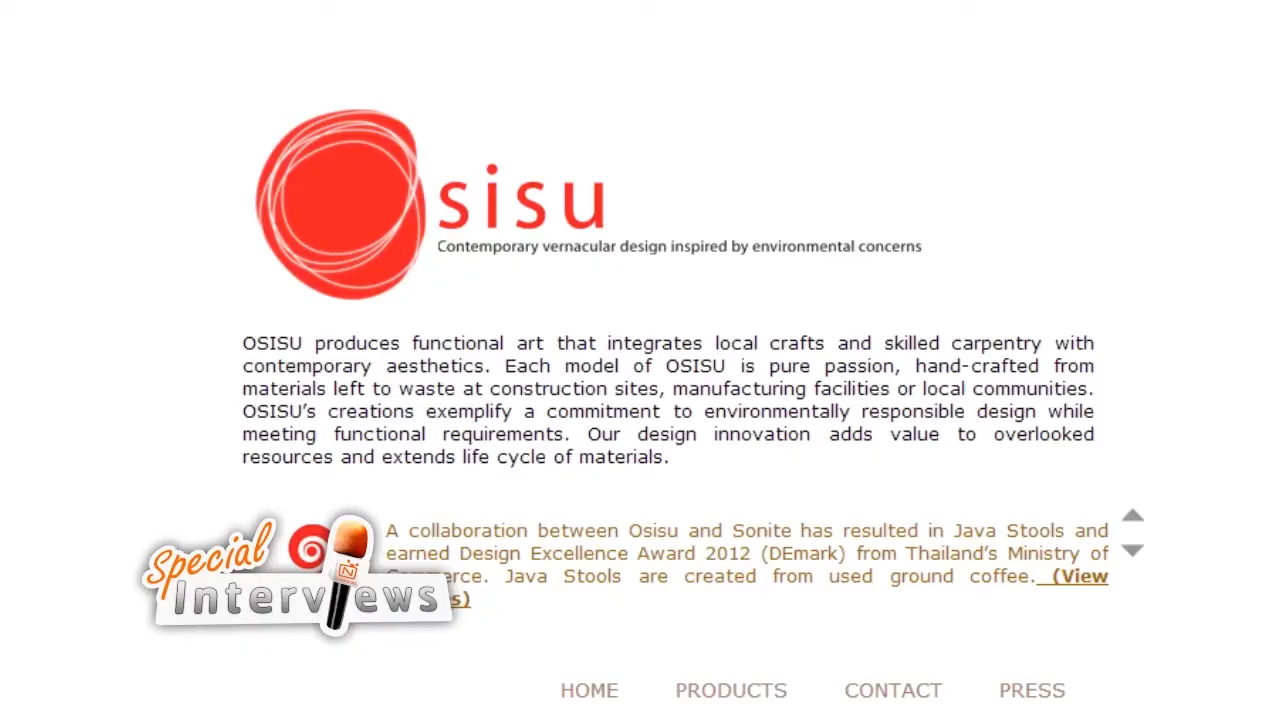 Osisu
Contemporary vernacular design inspired by environmental concerns
OSISU produces functional art that integrates local crafts and skilled carpentry with
contemporary aesthetics. Each model of OSISU is pure passion, hand-crafted from
materials left to waste at construction sites, manufacturing facilities or local communities.
OSISU's creations exemplify a commitment to environmentally responsible design while
meeting functional requirements. Our design innovation adds value to overlooked
resources and extends life cycle of materials.
A collaboration between Osisu and Sonite has resulted in Java Stools and
earned Design Excellence Award 2012 (DEmark) from Thailand's Ministry of
Java Stools are created from used ground coffee. (View
Special
Interviews
HOME PRODUCTS CONTACT PRESS